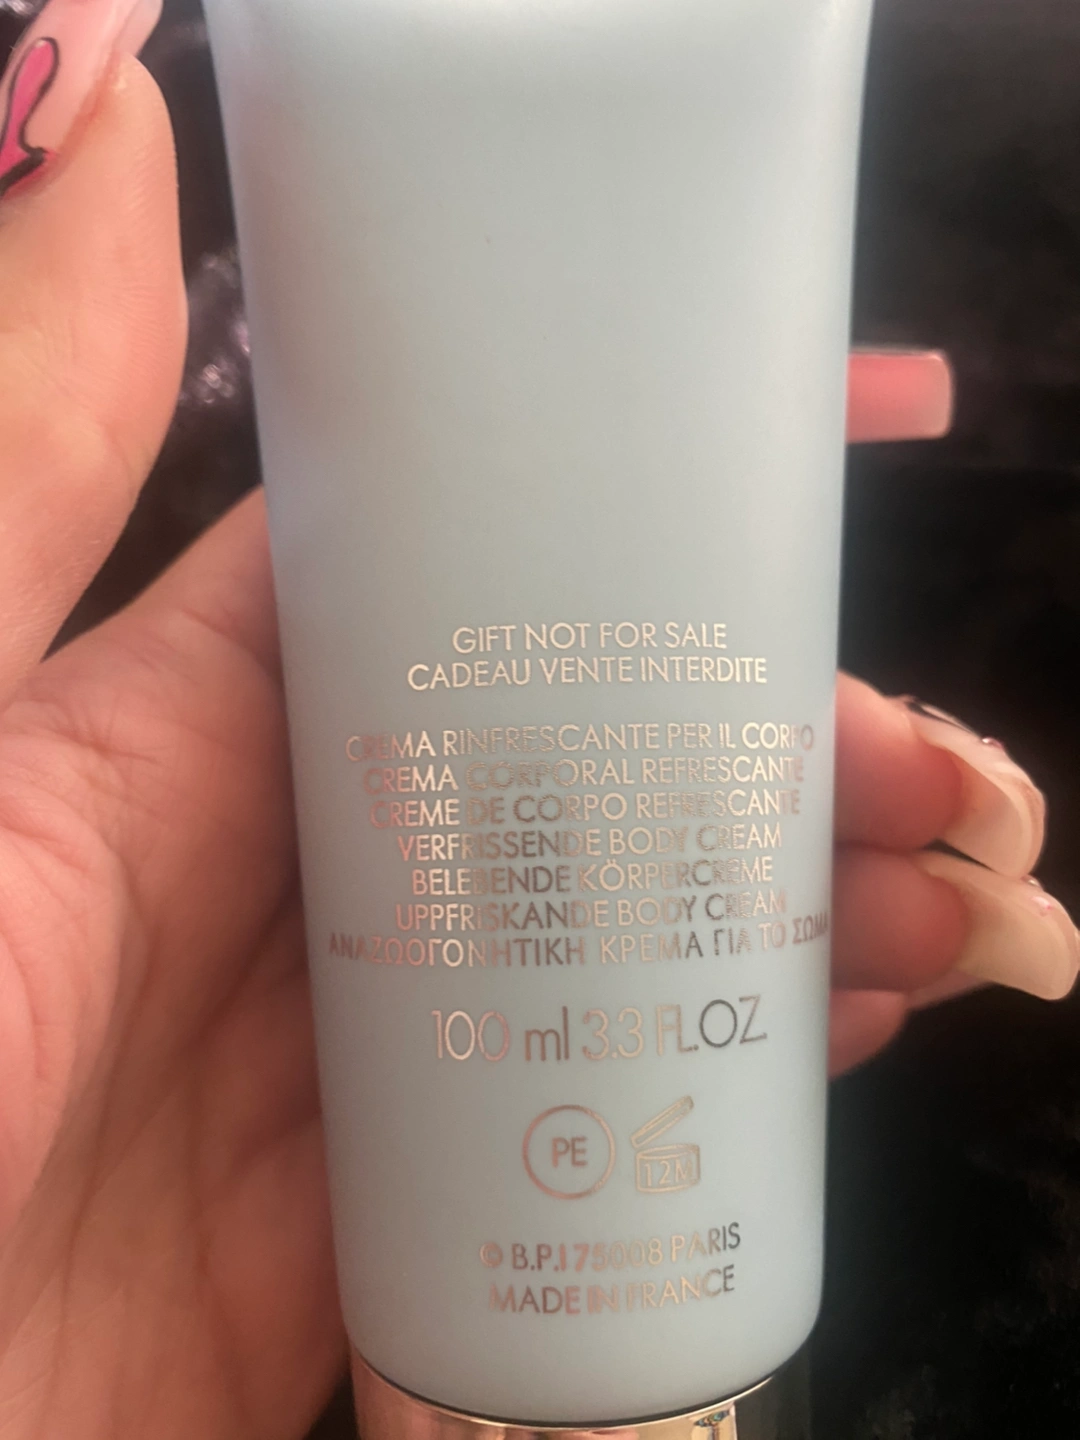 GIFT NOT FOR SALE
CADEAU VENTE INTERDITE
CREMA RINFRESCANTE PER IL CORPO
CREMA CORPORAL REFRESCANTE
CREME DE CORPO REFRESCANTE
VERFRISSENDE BODY CREAM
BELEBENDE KÖRPERCREME
UPPFRISKANDE BODY CREAM
ΑΝΑΖΩΟΓΟΝΗΤΙΚΗ ΚΡΕΜΑ ΓΙΑ ΤΟ ΣΩΜΑ
100 ml 3.3 FL.OZ
PE
12M
© B.P.I 75008 PARIS
MADE IN FRANCE